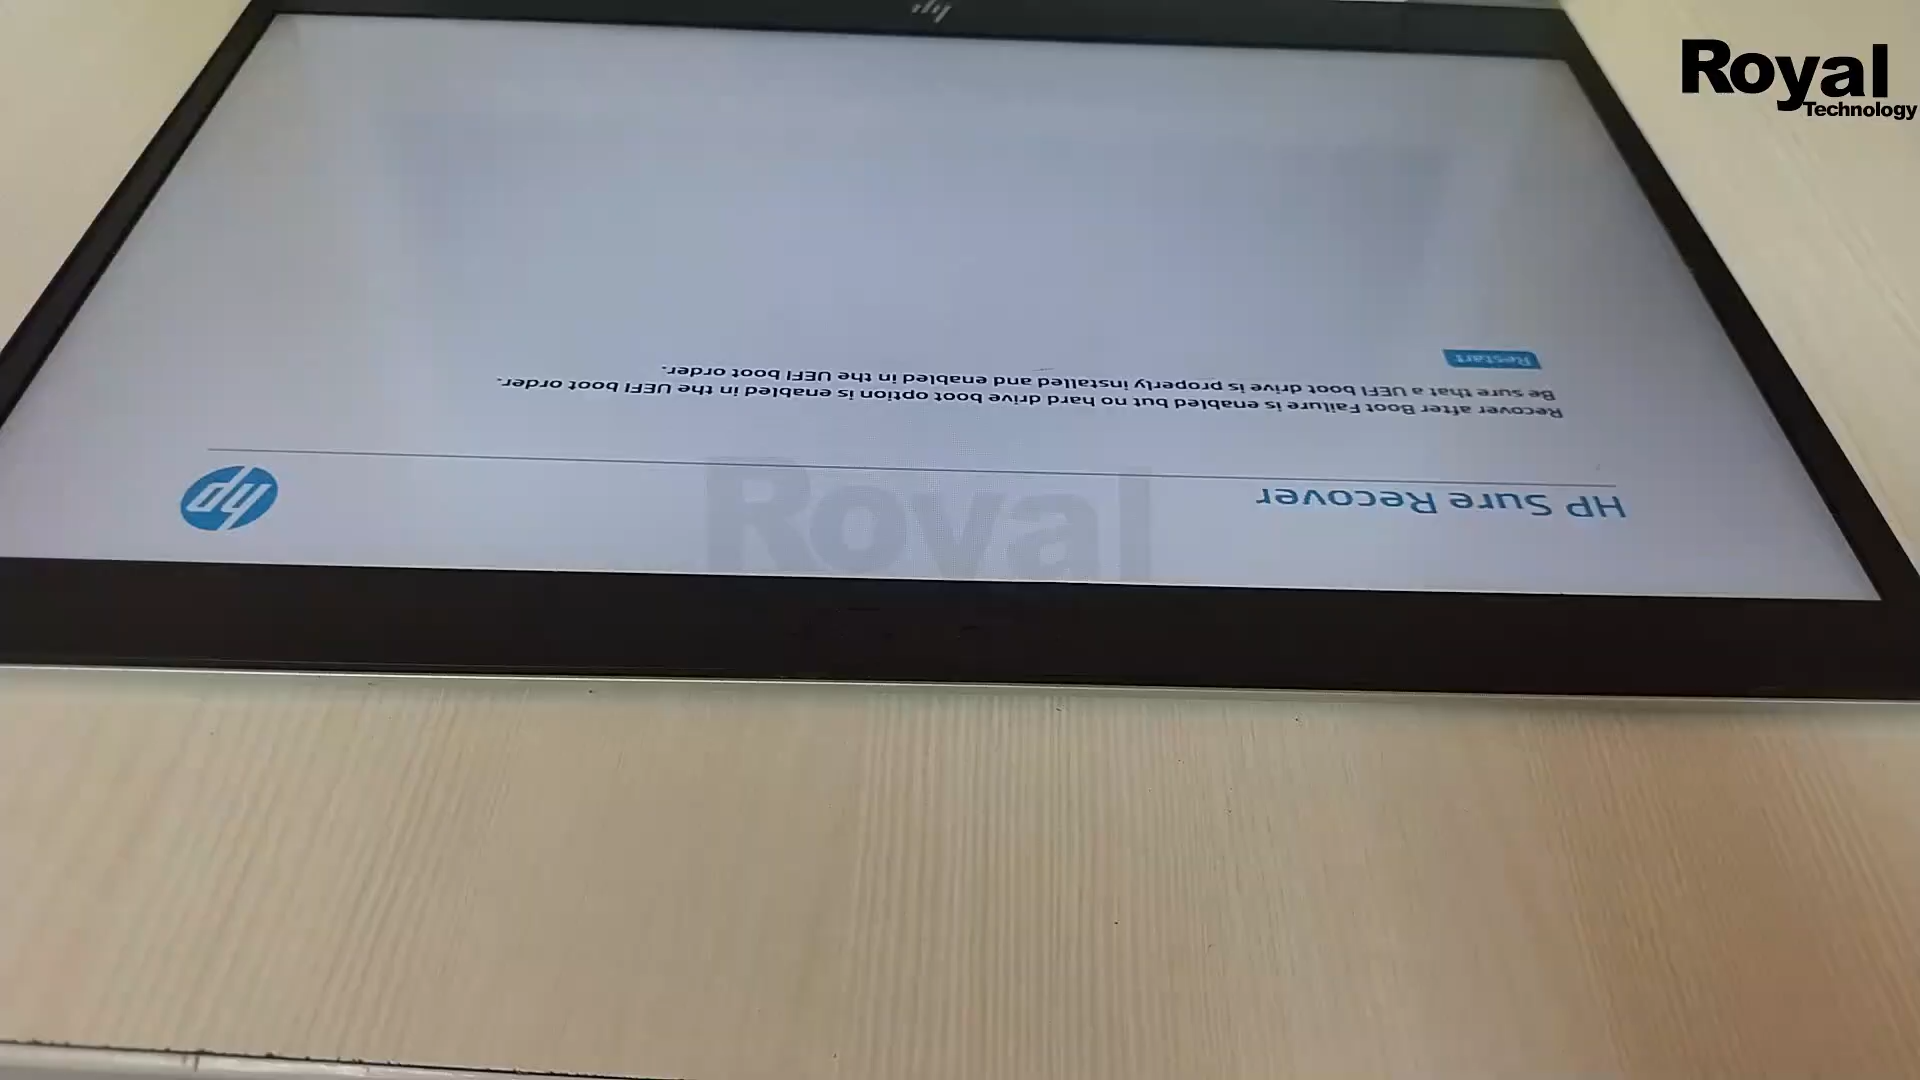 Royal
Technology
HP Sure Recover
hp
Recover after Boot Failure is enabled but no hard drive boot option is enabled in the UEFI boot order.
Be sure that a UEFI boot drive is properly installed and enabled in the UEFI boot order.
Restart
Royal
hp